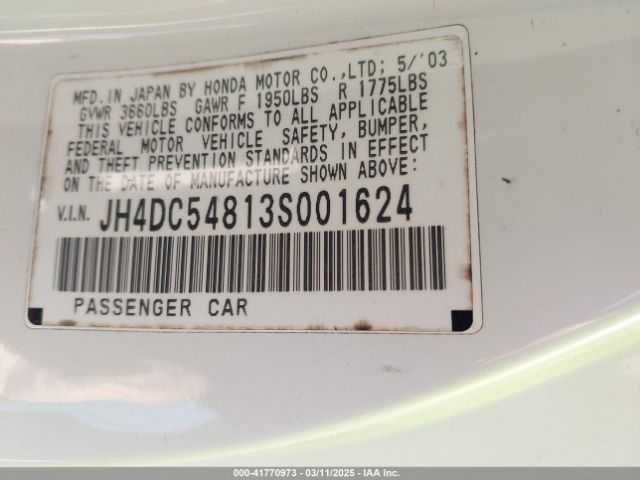 MFD. IN JAPAN BY HONDA MOTOR CO.,LTD; 5/'03
GVWR 3660LBS GAWR F 1950LBS R 1775LBS
THIS VEHICLE CONFORMS TO ALL APPLICABLE
FEDERAL MOTOR VEHICLE SAFETY, BUMPER,
AND THEFT PREVENTION STANDARDS IN EFFECT
ON THE DATE OF MANUFACTURE SHOWN ABOVE:
V.I.N. JH4DC54813S001624
PASSENGER CAR
000-41770973 - 03/11/2025 - IAA Inc.